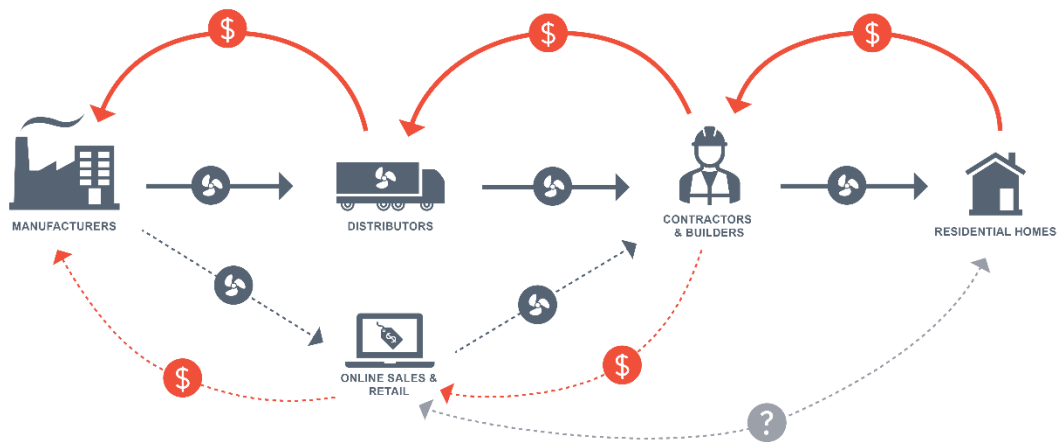 $
$
$
MANUFACTURERS
DISTRIBUTORS
CONTRACTORS
& BUILDERS
RESIDENTIAL HOMES
$
ONLINE SALES &
RETAIL
$
$
?